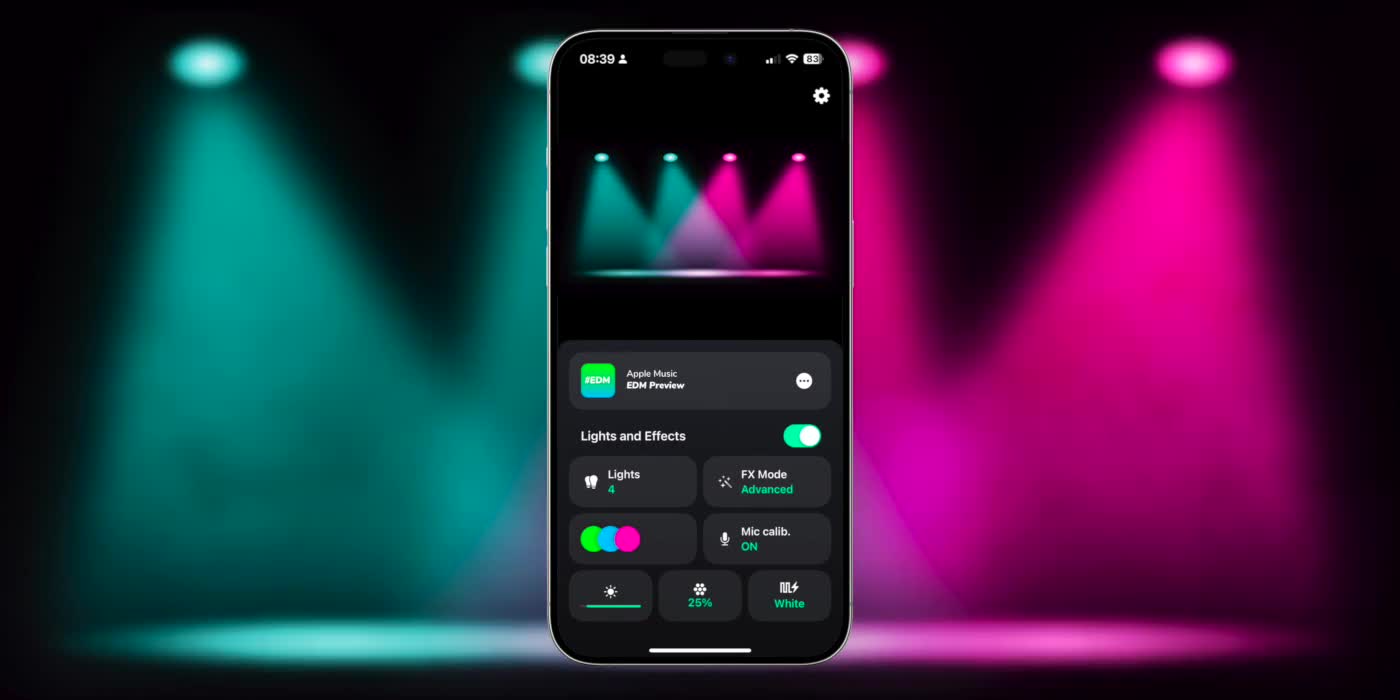 08:39
83
#EDM
Apple Music
EDM Preview
Lights and Effects
Lights
4
FX Mode
Advanced
Mic calib.
ON
25%
White